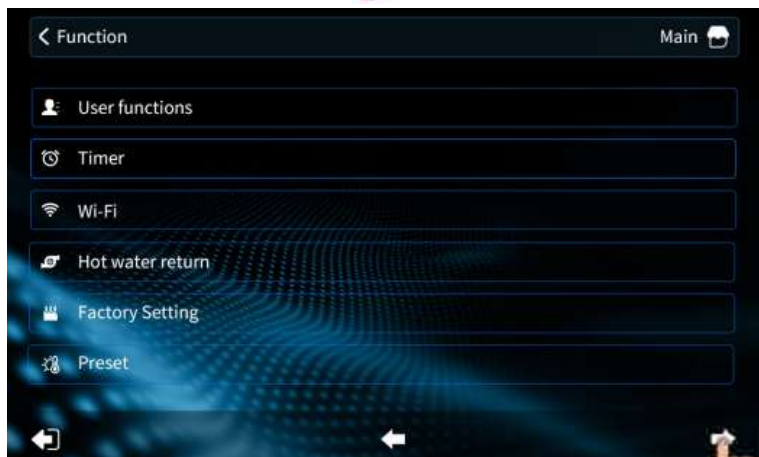 Function
Main
User functions
Timer
Wi-Fi
Hot water return
Factory Setting
Preset